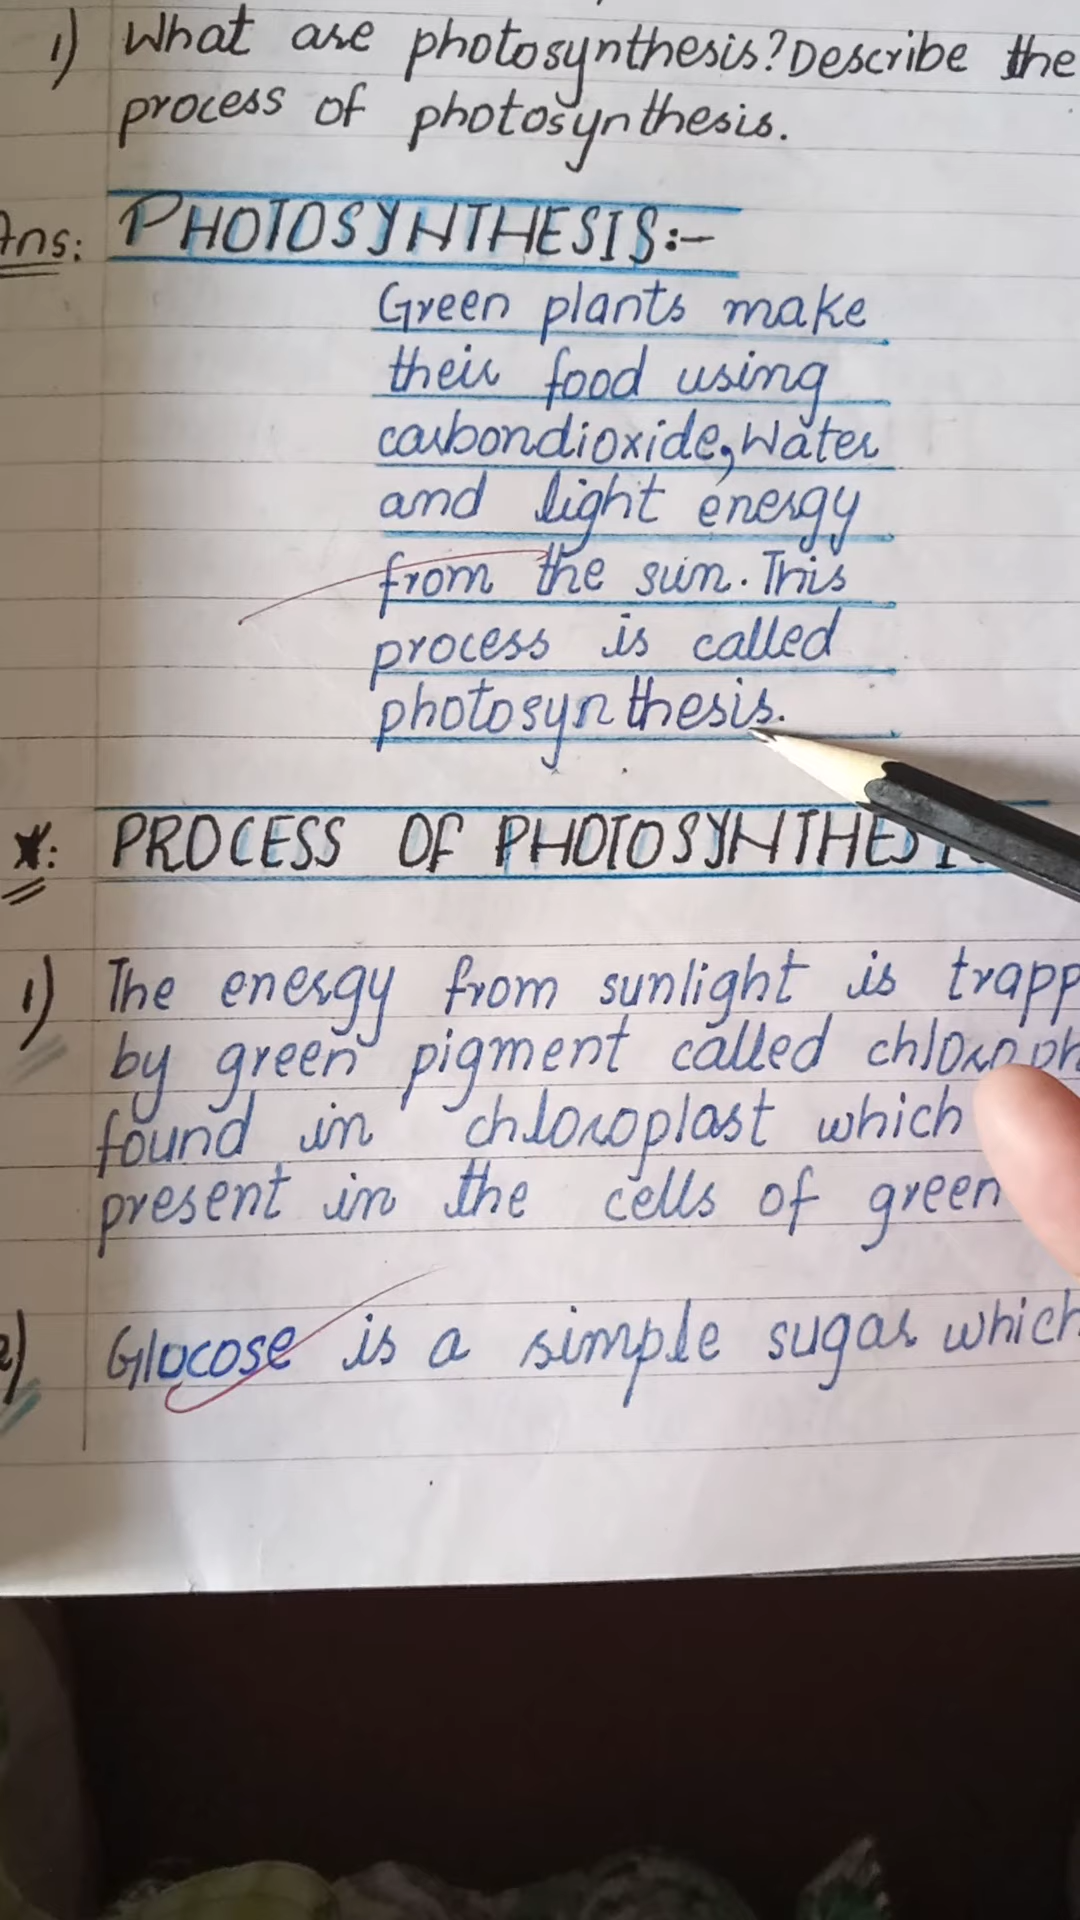 1) What are photosynthesis? Describe the
process of photosynthesis.
Ans: PHOTOSYNTHESIS:-
Green plants make
their food using
carbondioxide, Water
and light energy
from the sun. This
process is called
photosynthesis.
*: PROCESS OF
1) The energy from sunlight is
by green pigment called
found in chloroplast which
present in the cells of green
Glucose is a simple sugar which